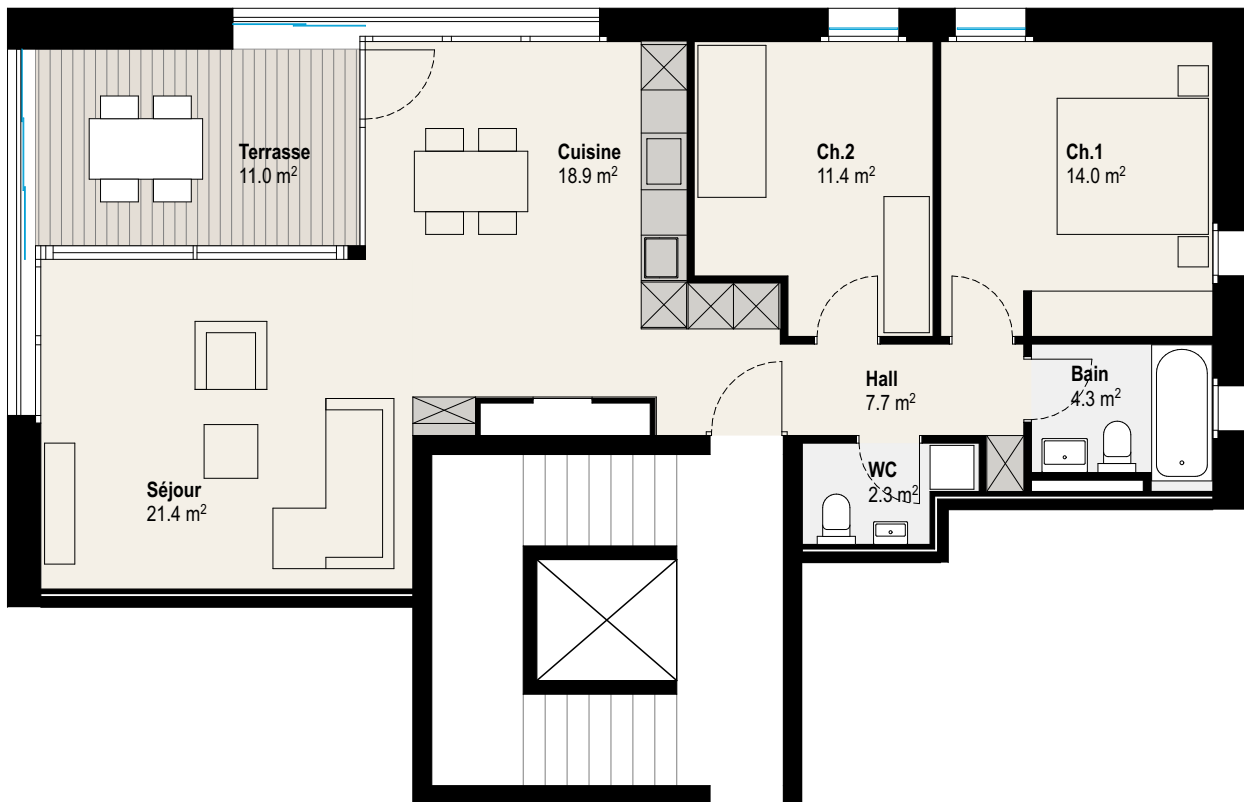 Terrasse
11.0 m²
Cuisine
18.9 m²
Ch.2
11.4 m²
Ch.1
14.0 m²
Hall
7.7 m²
Bain
4.3 m²
WC
2.3 m²
Séjour
21.4 m²